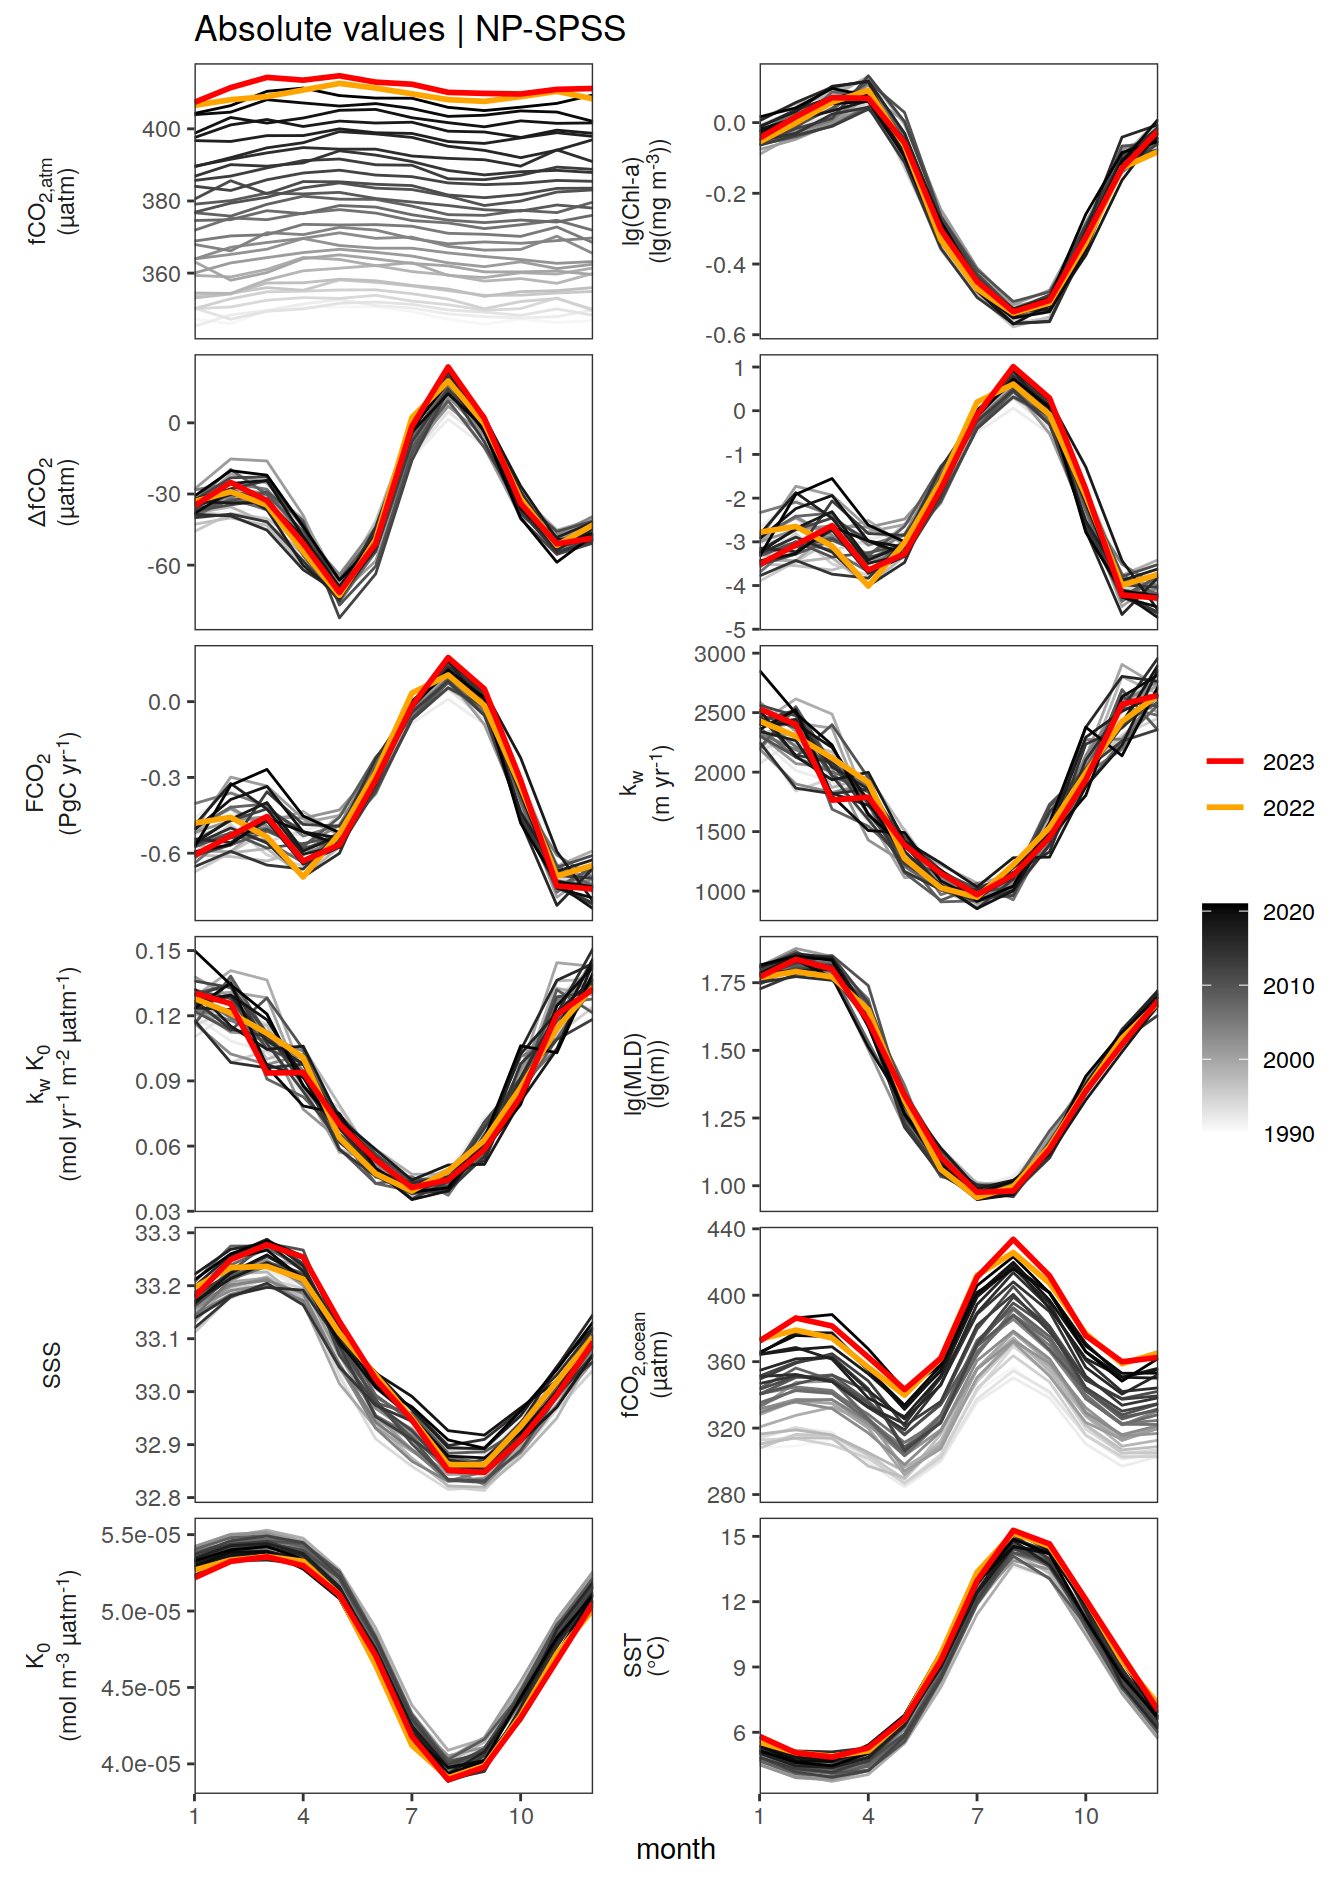 Absolute values | NP-SPSS
fCO2,atm
(µatm)
400
380
360
lg(Chl-a)
(lg(mg m-3))
0.0
-0.2
-0.4
-0.6
ΔfCO2
(µatm)
0
-30
-60
1
0
-1
-2
-3
-4
-5
FCO2
(PgC yr-1)
0.0
-0.3
-0.6
kw
(m yr-1)
3000
2500
2000
1500
1000
kw K0
(mol yr-1 m-2 µatm-1)
0.15
0.12
0.09
0.06
0.03
lg(MLD)
(lg(m))
1.75
1.50
1.25
1.00
SSS
33.3
33.2
33.1
33.0
32.9
32.8
fCO2,ocean
(µatm)
440
400
360
320
280
K0
(mol m-3 µatm-1)
5.5e-05
5.0e-05
4.5e-05
4.0e-05
SST
(°C)
15
12
9
6
1 4 7 10
1 4 7 10
month
2023
2022
2020
2010
2000
1990